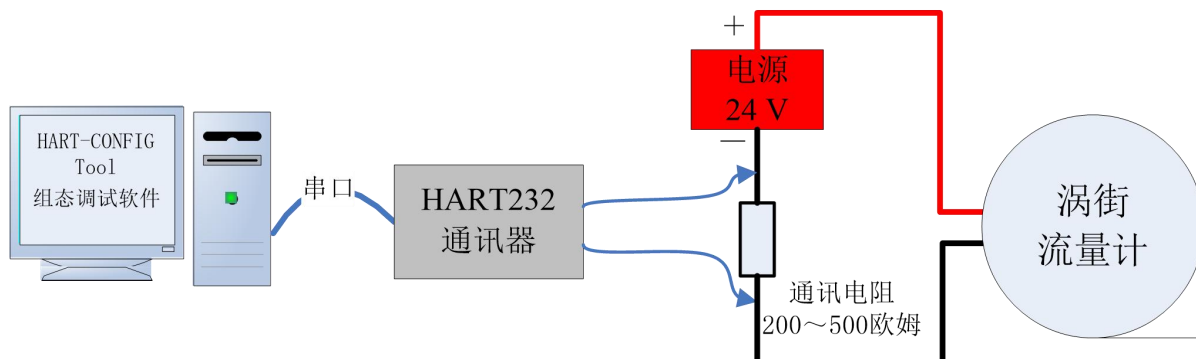 HART-CONFIG
Tool
组态调试软件
串口
HART232
通讯器
+
电源
24 V
—
通讯电阻
200～500欧姆
涡街
流量计